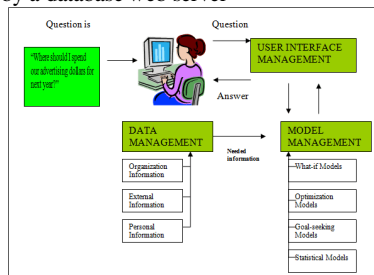 by a database web server
Question is
Question
"Where should I spend
our advertising dollars for
next year?"
USER INTERFACE
MANAGEMENT
Answer
DATA
MANAGEMENT
Needed
information
MODEL
MANAGEMENT
Organization
Information
External
Information
Personal
Information
What-if Models
Optimization
Models
Goal-seeking
Models
Statistical Models